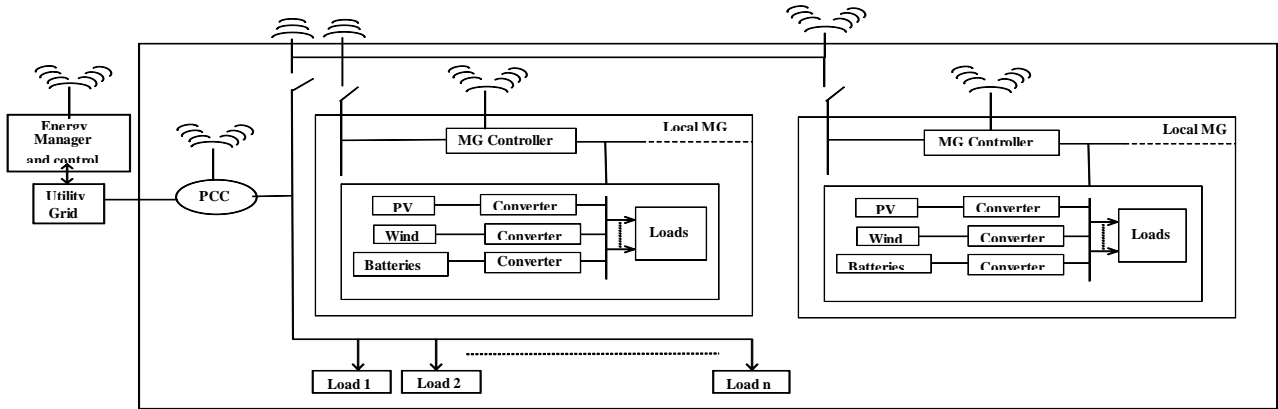 Energy
Manager
and control
Utility
Grid
PCC
MG Controller
Local MG
PV
Converter
Wind
Converter
Batteries
Converter
Loads
MG Controller
Local MG
PV
Converter
Wind
Converter
Batteries
Converter
Loads
Load 1
Load 2
Load n